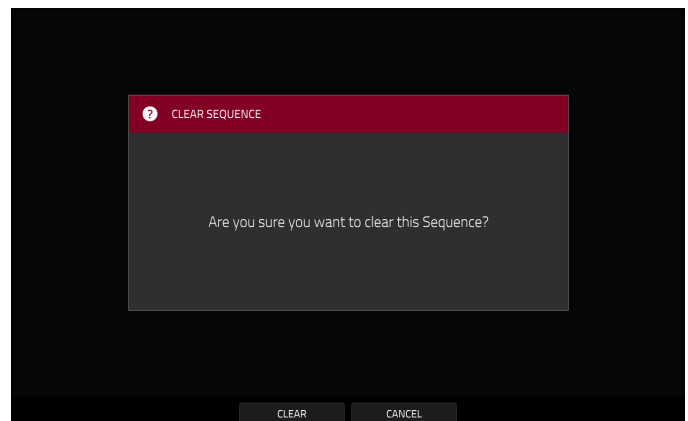 ? CLEAR SEQUENCE
Are you sure you want to clear this Sequence?
CLEAR CANCEL